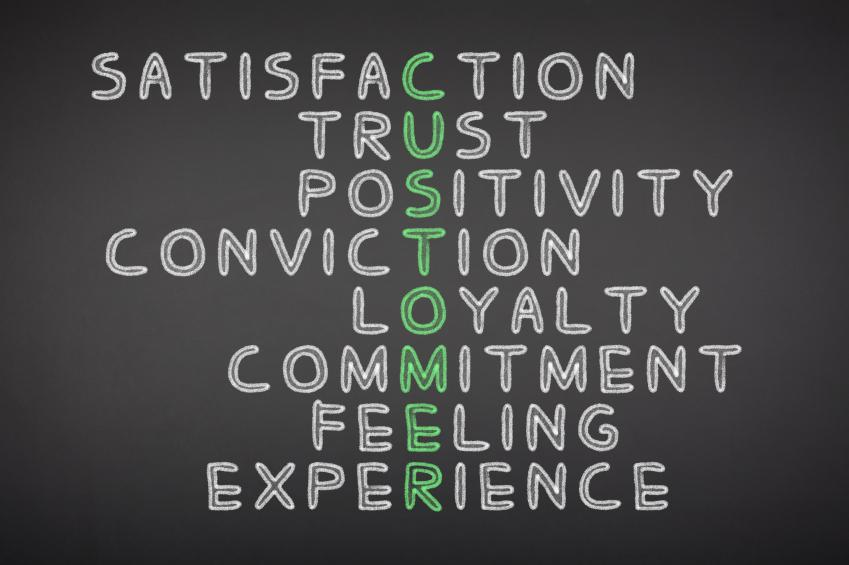 SATISFACTION
TRUST
POSITIVITY
CONVICTION
LOYALTY
COMMITMENT
FEELING
EXPERIENCE